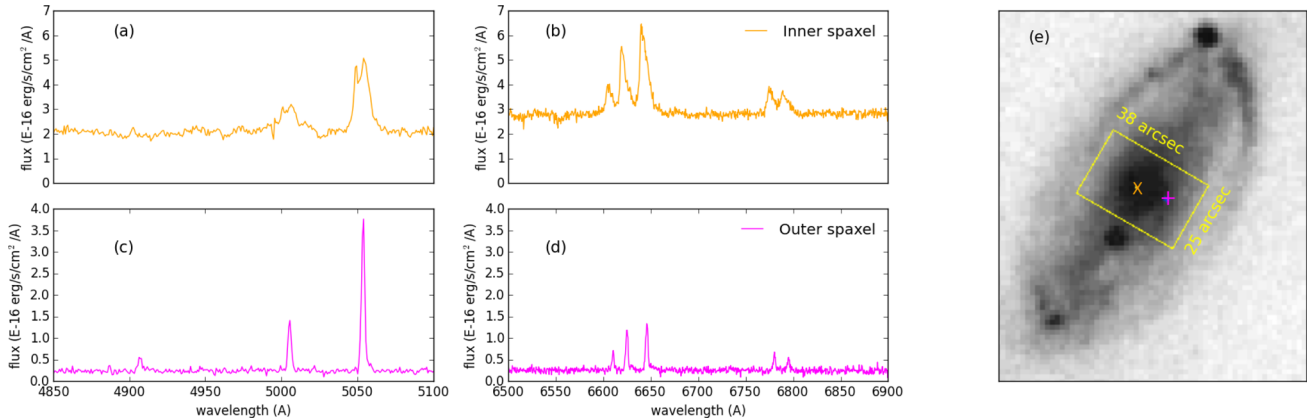 (a)
7
6
5
4
3
2
1
0
flux (E-16 erg/s/cm² /A)
(b)
Inner spaxel
7
6
5
4
3
2
1
0
flux (E-16 erg/s/cm² /A)
(c)
4.0
3.5
3.0
2.5
2.0
1.5
1.0
0.5
0.0
flux (E-16 erg/s/cm² /A)
4850 4900 4950 5000 5050 5100
wavelength (A)
(d)
Outer spaxel
4.0
3.5
3.0
2.5
2.0
1.5
1.0
0.5
0.0
flux (E-16 erg/s/cm² /A)
6500 6550 6600 6650 6700 6750 6800 6850 6900
wavelength (A)
(e)
38 arcsec
X
+
25 arcsec